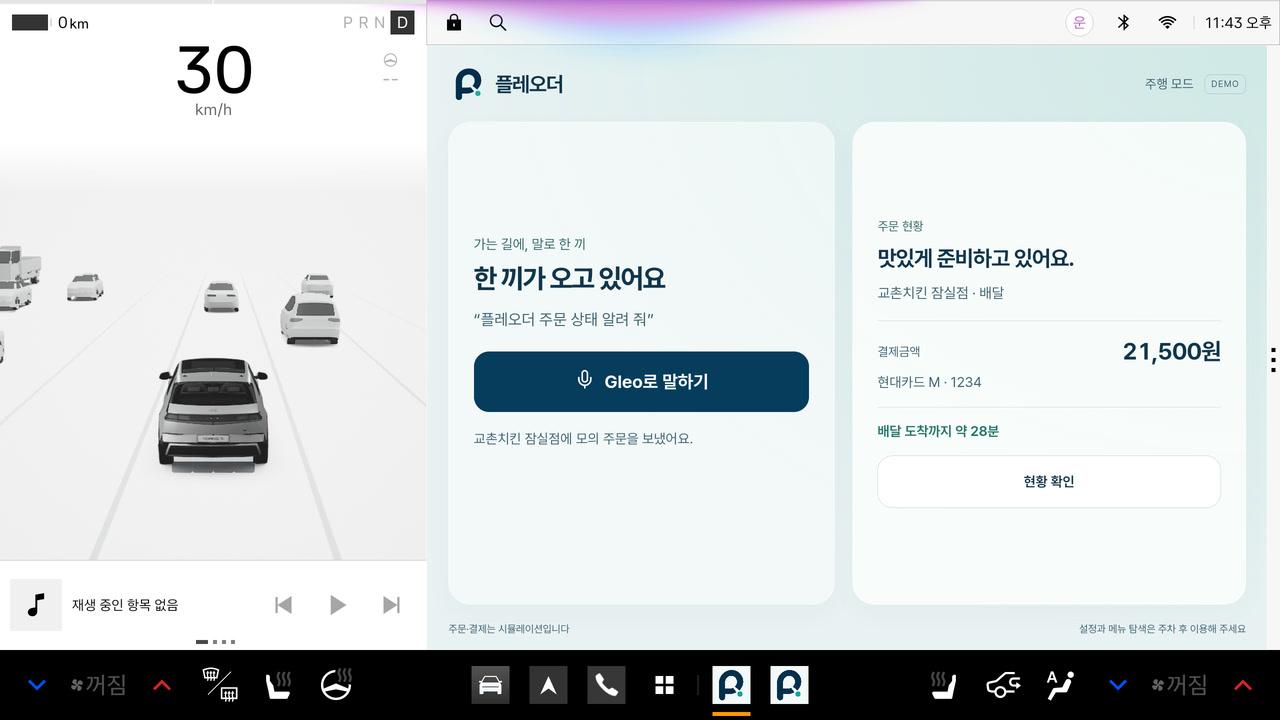 0 km
P R N D
30
km/h
재생 중인 항목 없음
운
11:43 오후
플레오더
주행 모드
DEMO
가는 길에, 말로 한 끼
한 끼가 오고 있어요
“플레오더 주문 상태 알려 줘”
Gleo로 말하기
교촌치킨 잠실점에 모의 주문을 보냈어요.
주문 현황
맛있게 준비하고 있어요.
교촌치킨 잠실점 · 배달
결제금액
21,500원
현대카드 M · 1234
배달 도착까지 약 28분
현황 확인
주문·결제는 시뮬레이션입니다
설정과 메뉴 탐색은 주차 후 이용해 주세요
꺼짐
A
꺼짐